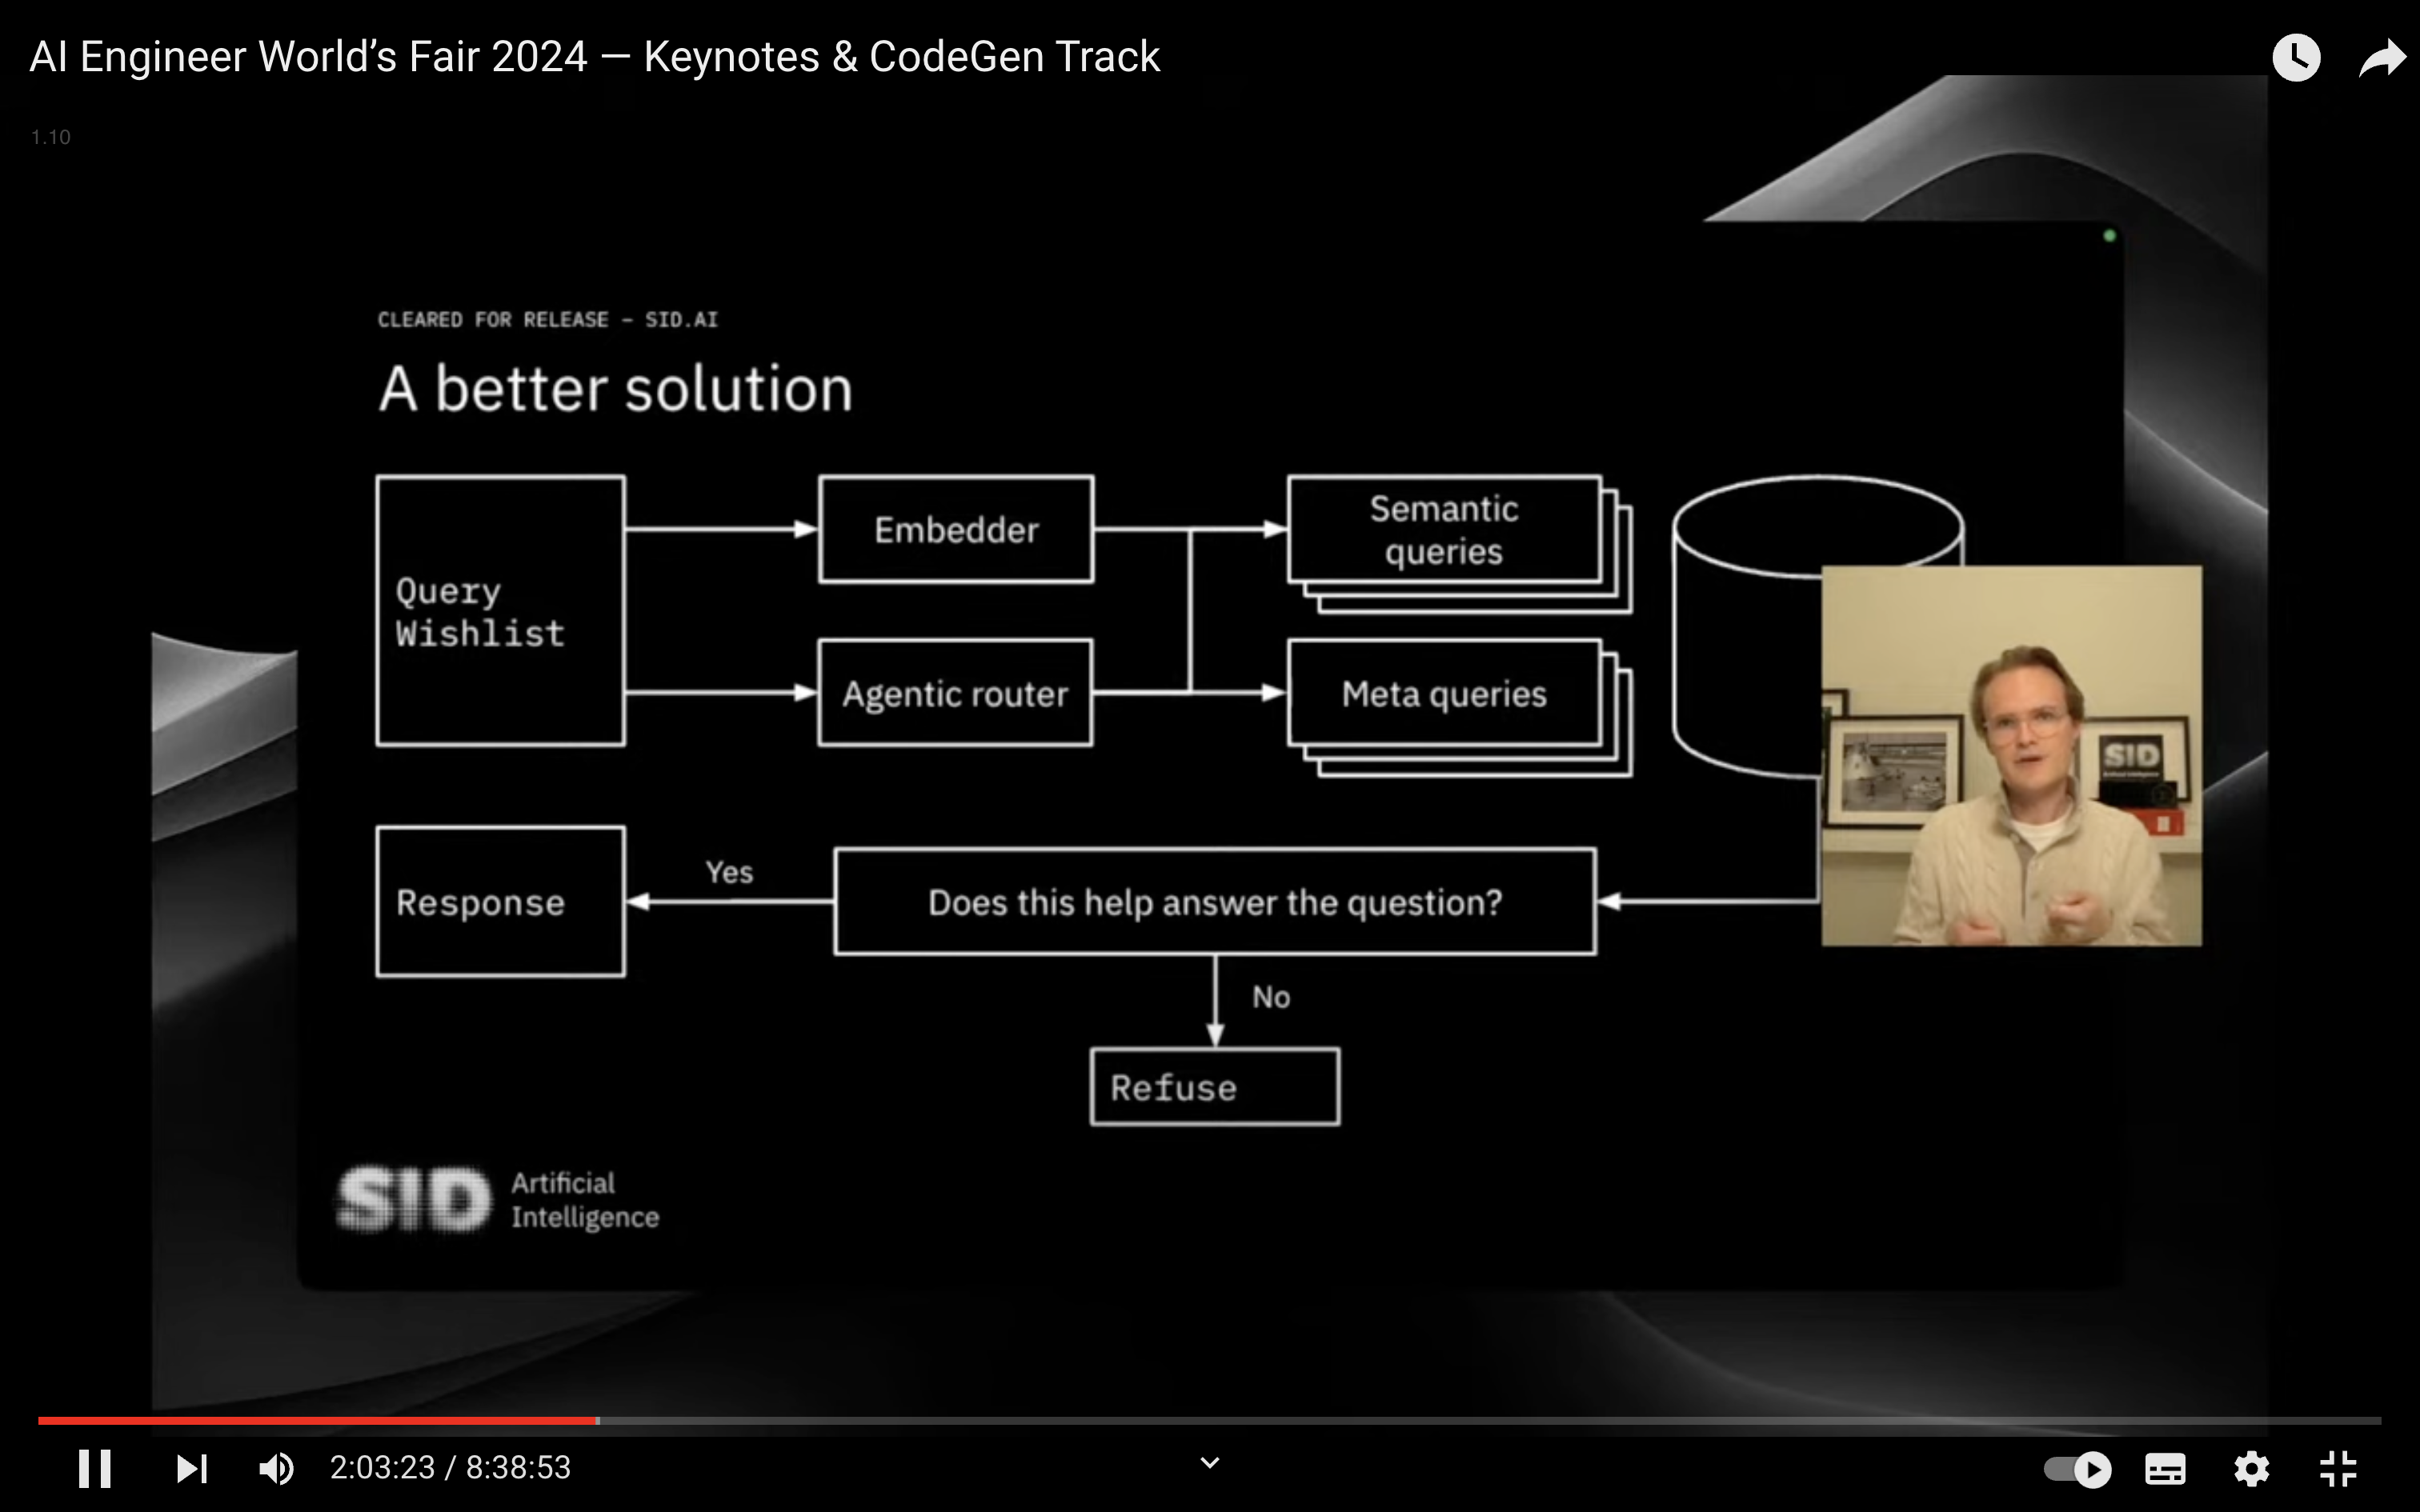 AI Engineer World’s Fair 2024 — Keynotes & CodeGen Track
1.10
CLEARED FOR RELEASE – SID.AI
A better solution
Query
Wishlist
Embedder
Semantic
queries
Agentic router
Meta queries
SID
Response
Yes
Does this help answer the question?
No
Refuse
SID
Artificial
Intelligence
2:03:23 / 8:38:53